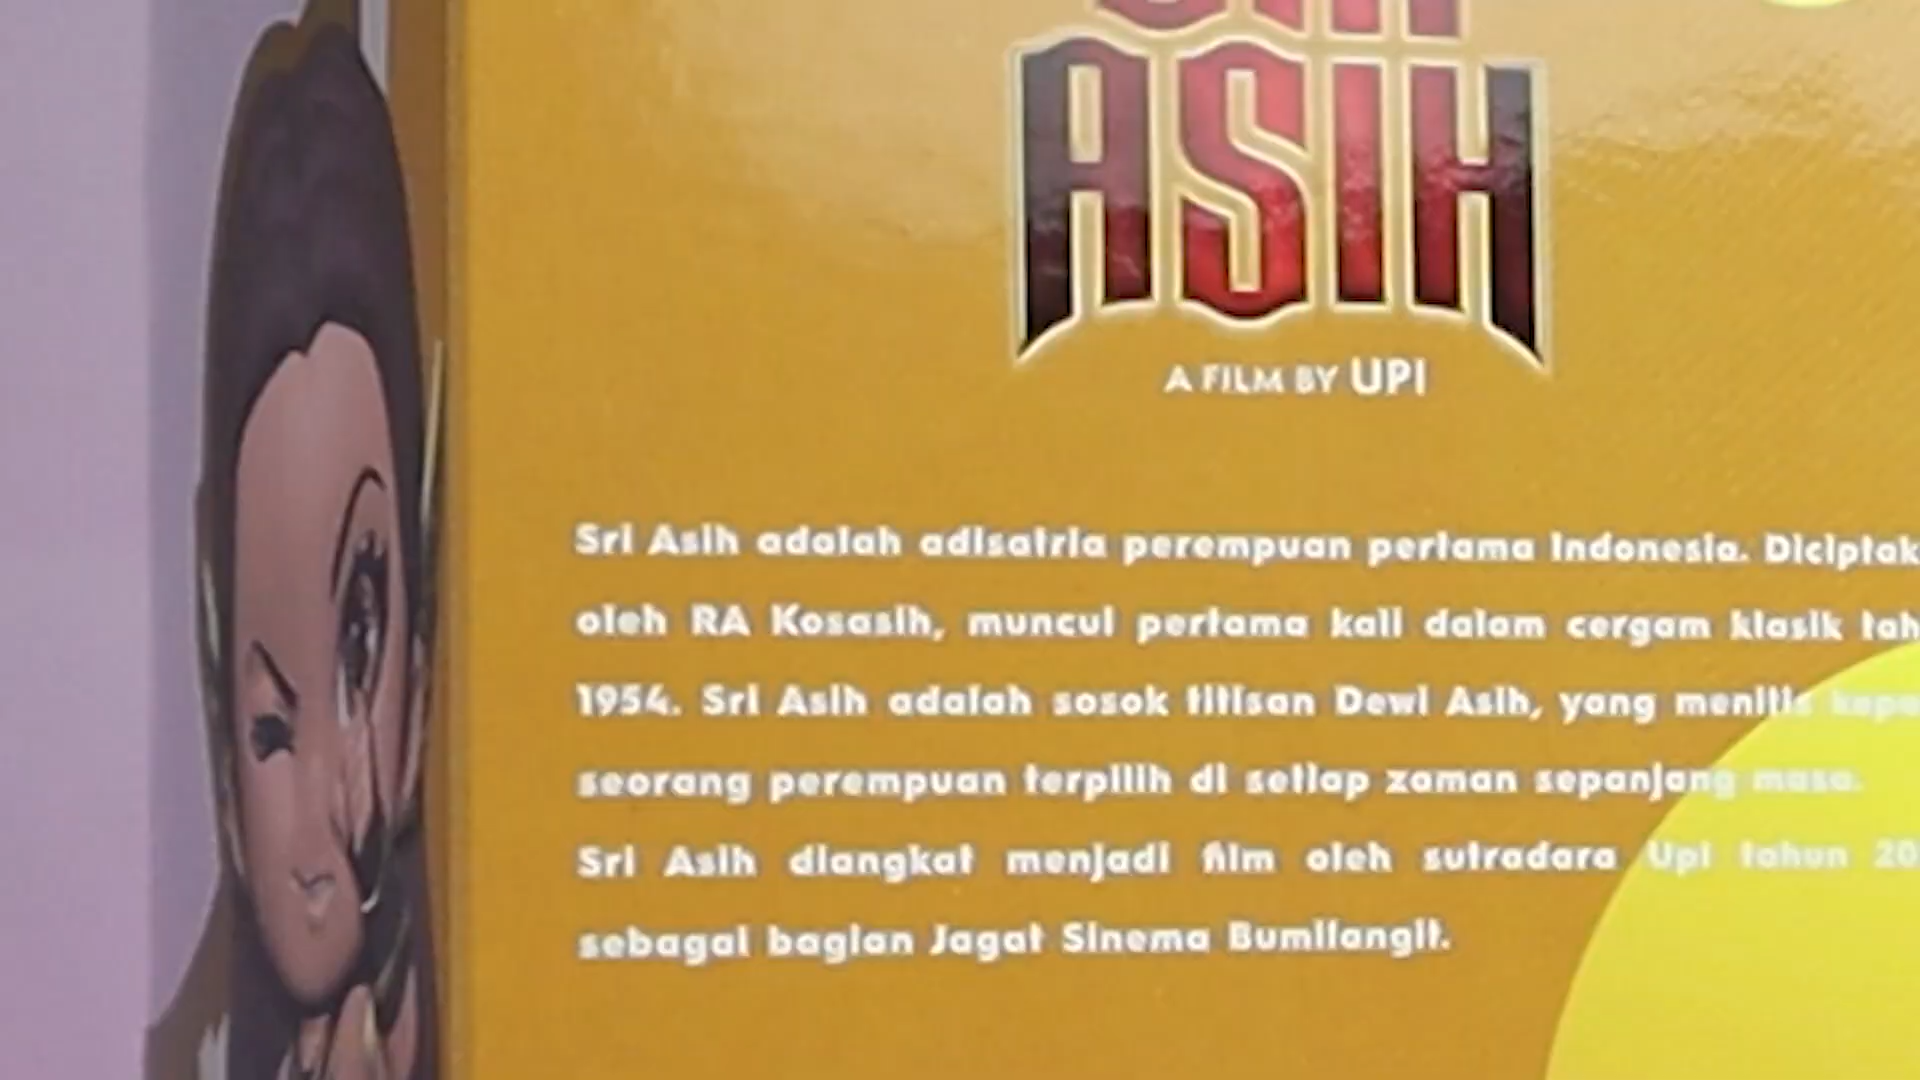 ASIH
A FILM BY UPI
Sri Asih adalah adisatria perempuan pertama Indonesia. Diciptak
oleh RA Kosasih, muncul pertama kali dalam cergam klasik tah
1954. Sri Asih adalah sosok titisan Dewi Asih, yang menitis kepa
seorang perempuan terpilih di setiap zaman sepanjang masa.
Sri Asih diangkat menjadi film oleh sutradara Upi tahun 20
sebagai bagian Jagat Sinema Bumilangit.